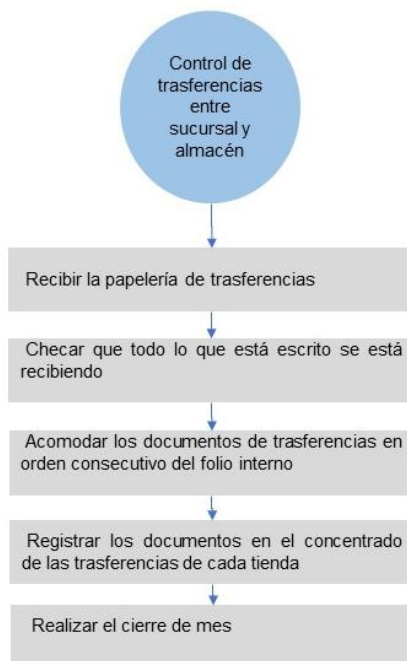 Control de
trasferencias
entre
sucursal y
almacén
Recibir la papelería de trasferencias
Checar que todo lo que está escrito se está
recibiendo
Acomodar los documentos de trasferencias en
orden consecutivo del folio interno
Registrar los documentos en el concentrado
de las trasferencias de cada tienda
Realizar el cierre de mes